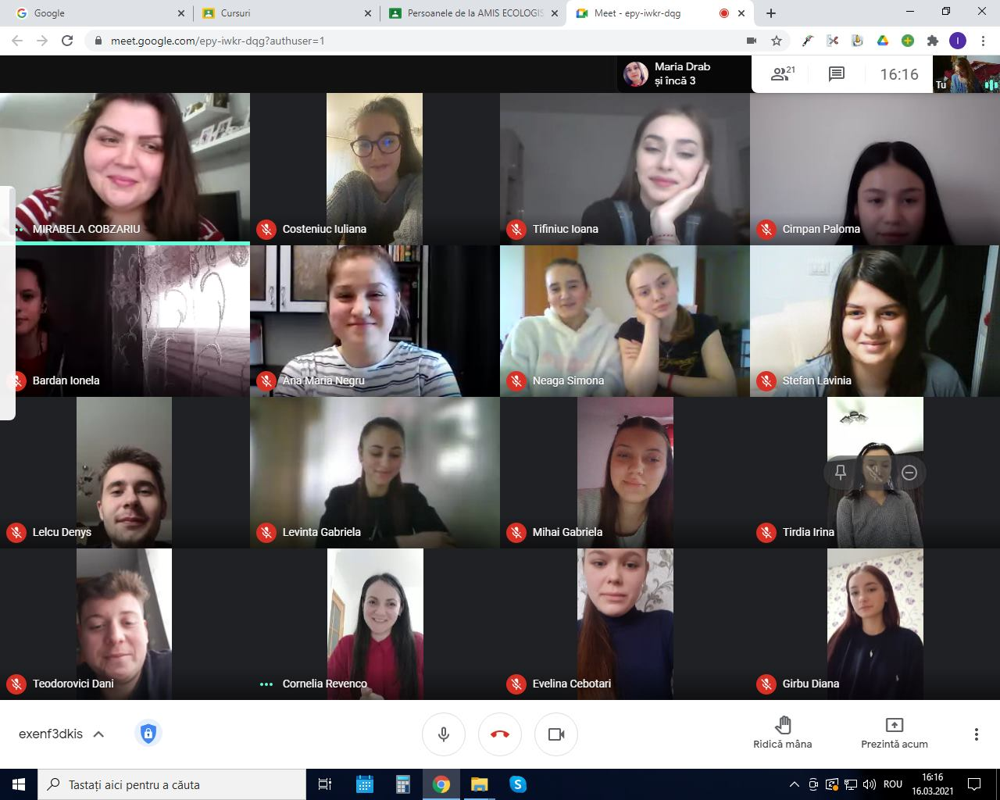 Google
Cursuri
Persoanele de la AMIS ECOLOGIS
Meet - epy-iwkr-dqg
meet.google.com/epy-iwkr-dqg?authuser=1
I
Maria Drab
și încă 3
21
16:16
Tu
MIRABELA COBZARIU
Costeniuc Iuliana
Tifiniuc Ioana
Cimpan Paloma
Bardan Ionela
Ana Maria Negru
Neaga Simona
Stefan Lavinia
Lelcu Denys
Levinta Gabriela
Mihai Gabriela
Tirdia Irina
Teodorovici Dani
Cornelia Revenco
Evelina Cebotari
Girbu Diana
exenf3dkis
Ridică mâna
Prezintă acum
Tastați aici pentru a căuta
ROU
16:16
16.03.2021